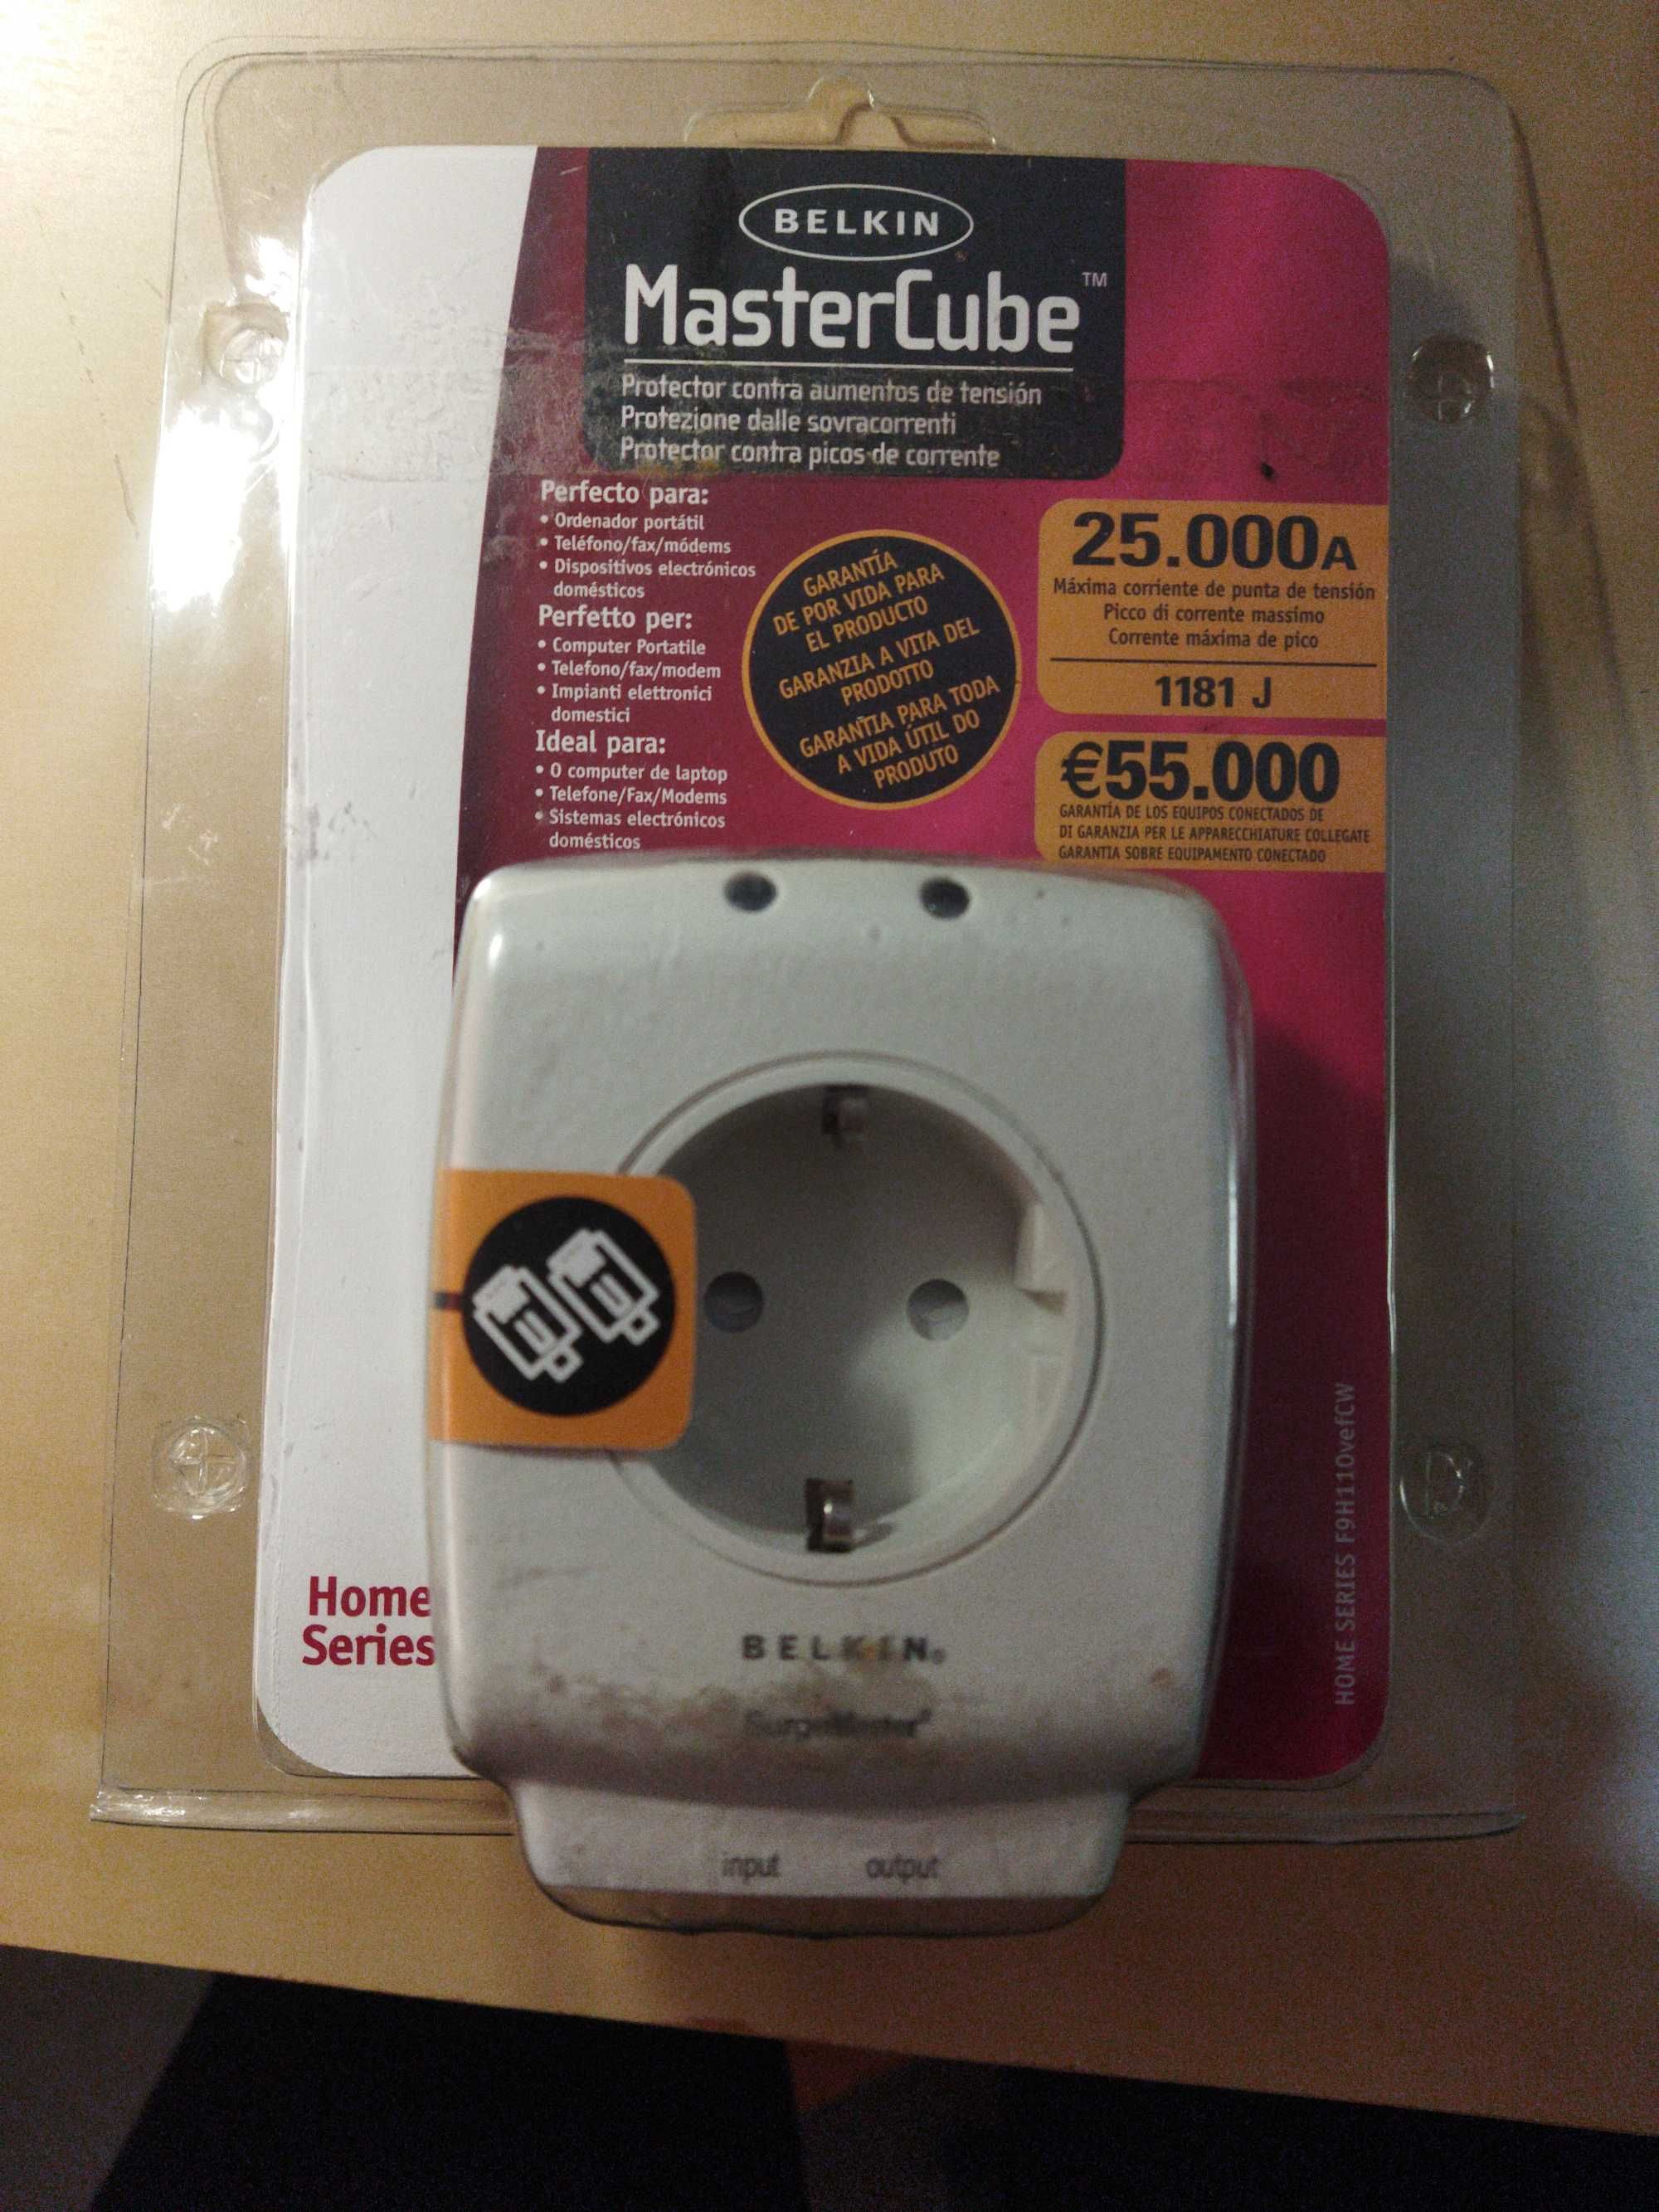 BELKIN®
MasterCube™
Protector contra aumentos de tensión
Protezione dalle sovracorrenti
Protector contra picos de corrente
Perfecto para:
• Ordenador portátil
• Teléfono/fax/módems
• Dispositivos electrónicos
domésticos
Perfetto per:
• Computer Portatile
• Telefono/fax/modem
• Impianti elettronici
domestici
Ideal para:
• O computer de laptop
• Telefone/Fax/Modems
• Sistemas electrónicos
domésticos
GARANTÍA
DE POR VIDA PARA
EL PRODUCTO
GARANZIA A VITA DEL
PRODOTTO
GARANTIA PARA TODA
A VIDA ÚTIL DO
PRODUTO
25.000A
Máxima corriente de punta de tensión
Picco di corrente massimo
Corrente máxima de pico
1181 J
€55.000
GARANTÍA DE LOS EQUIPOS CONECTADOS DE
DI GARANZIA PER LE APPARECCHIATURE COLLEGATE
GARANTIA SOBRE EQUIPAMENTO CONECTADO
Home
Series
BELKIN®
SurgeMaster®
input output
HOME SERIES F9H110vefCW